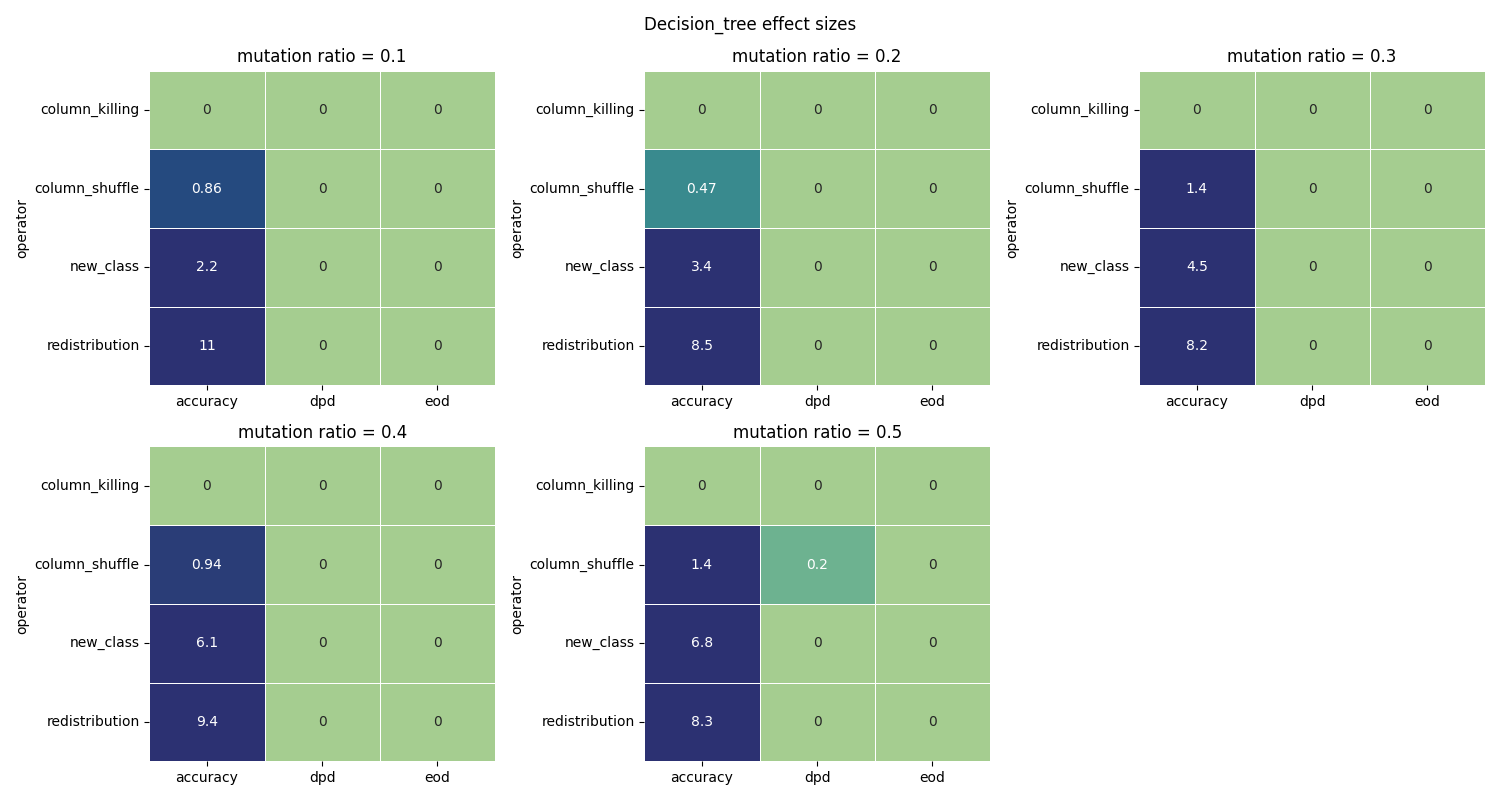 Decision_tree effect sizes
mutation ratio = 0.1
operator
column_killing 0 0 0
column_shuffle 0.86 0 0
new_class 2.2 0 0
redistribution 11 0 0
accuracy dpd eod
mutation ratio = 0.2
operator
column_killing 0 0 0
column_shuffle 0.47 0 0
new_class 3.4 0 0
redistribution 8.5 0 0
accuracy dpd eod
mutation ratio = 0.3
operator
column_killing 0 0 0
column_shuffle 1.4 0 0
new_class 4.5 0 0
redistribution 8.2 0 0
accuracy dpd eod
mutation ratio = 0.4
operator
column_killing 0 0 0
column_shuffle 0.94 0 0
new_class 6.1 0 0
redistribution 9.4 0 0
accuracy dpd eod
mutation ratio = 0.5
operator
column_killing 0 0 0
column_shuffle 1.4 0.2 0
new_class 6.8 0 0
redistribution 8.3 0 0
accuracy dpd eod